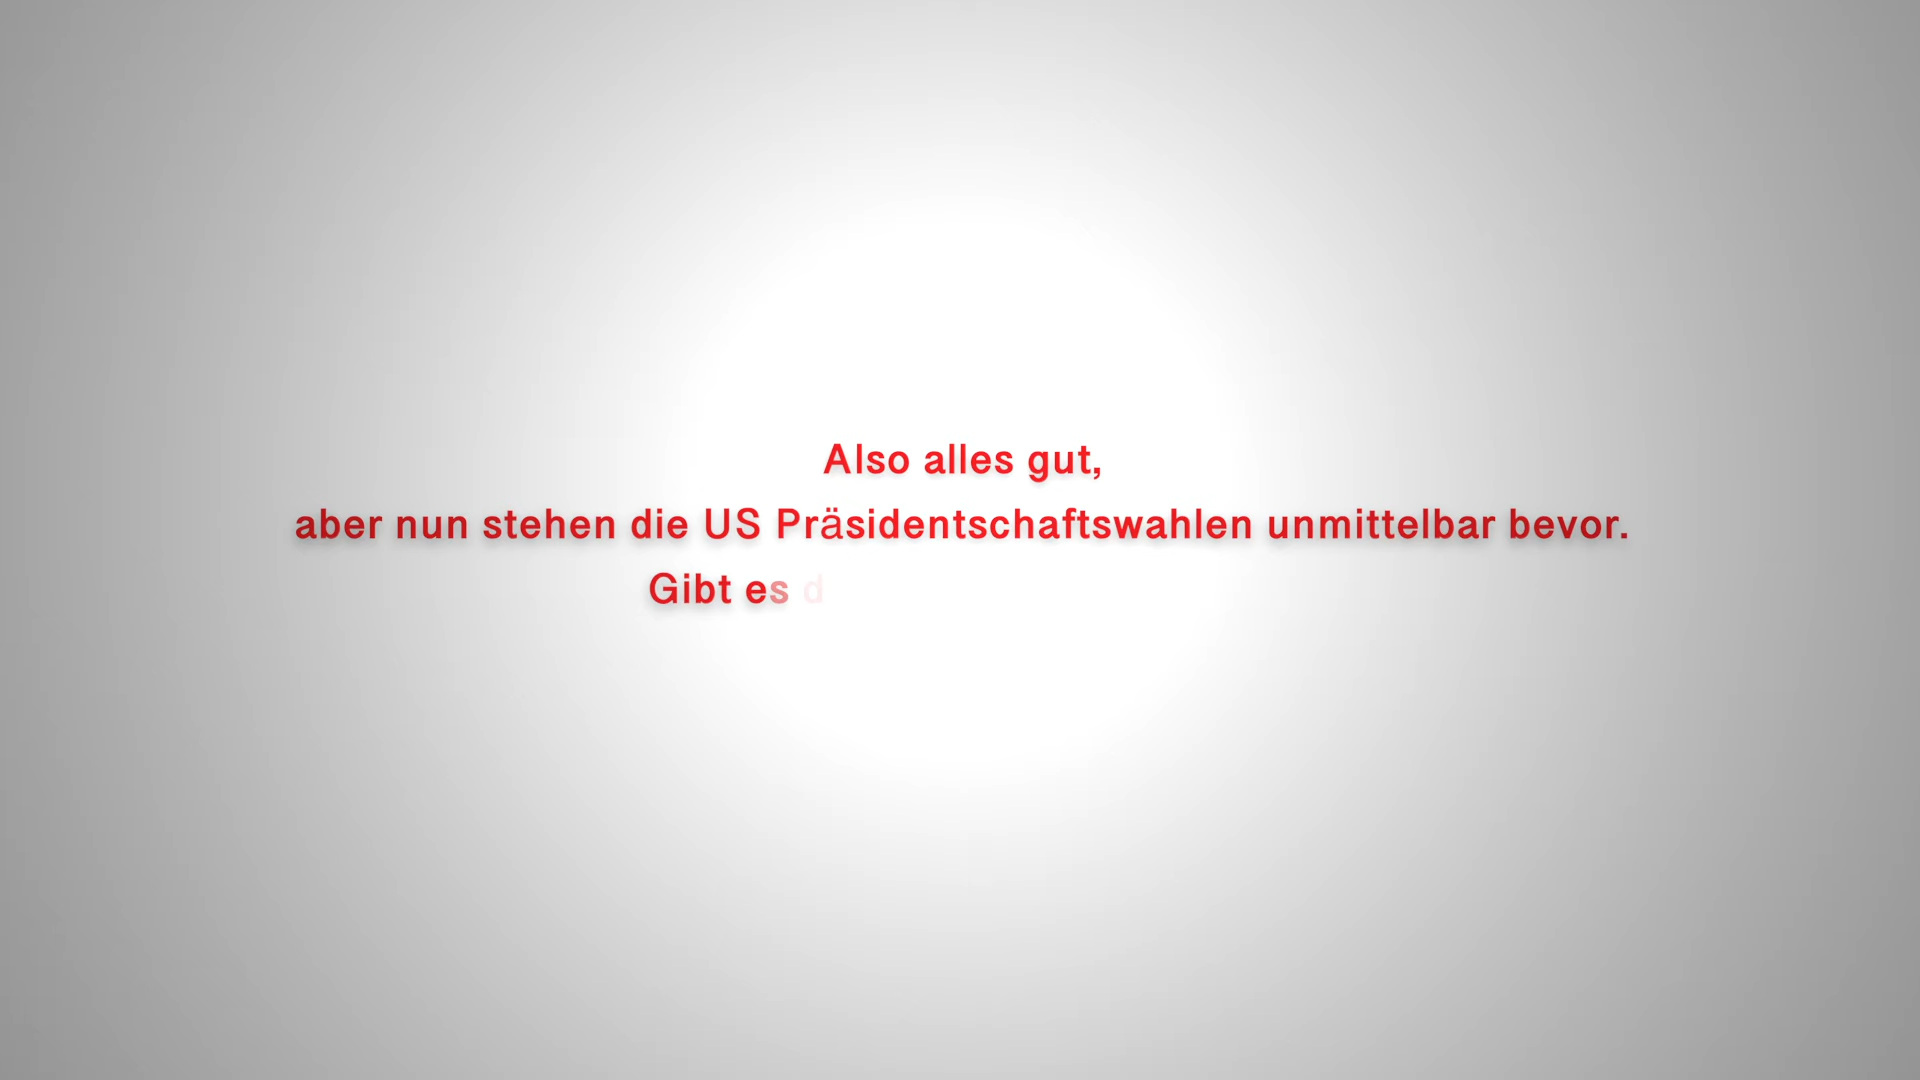 Also alles gut,
aber nun stehen die US Präsidentschaftswahlen unmittelbar bevor.
Gibt es d